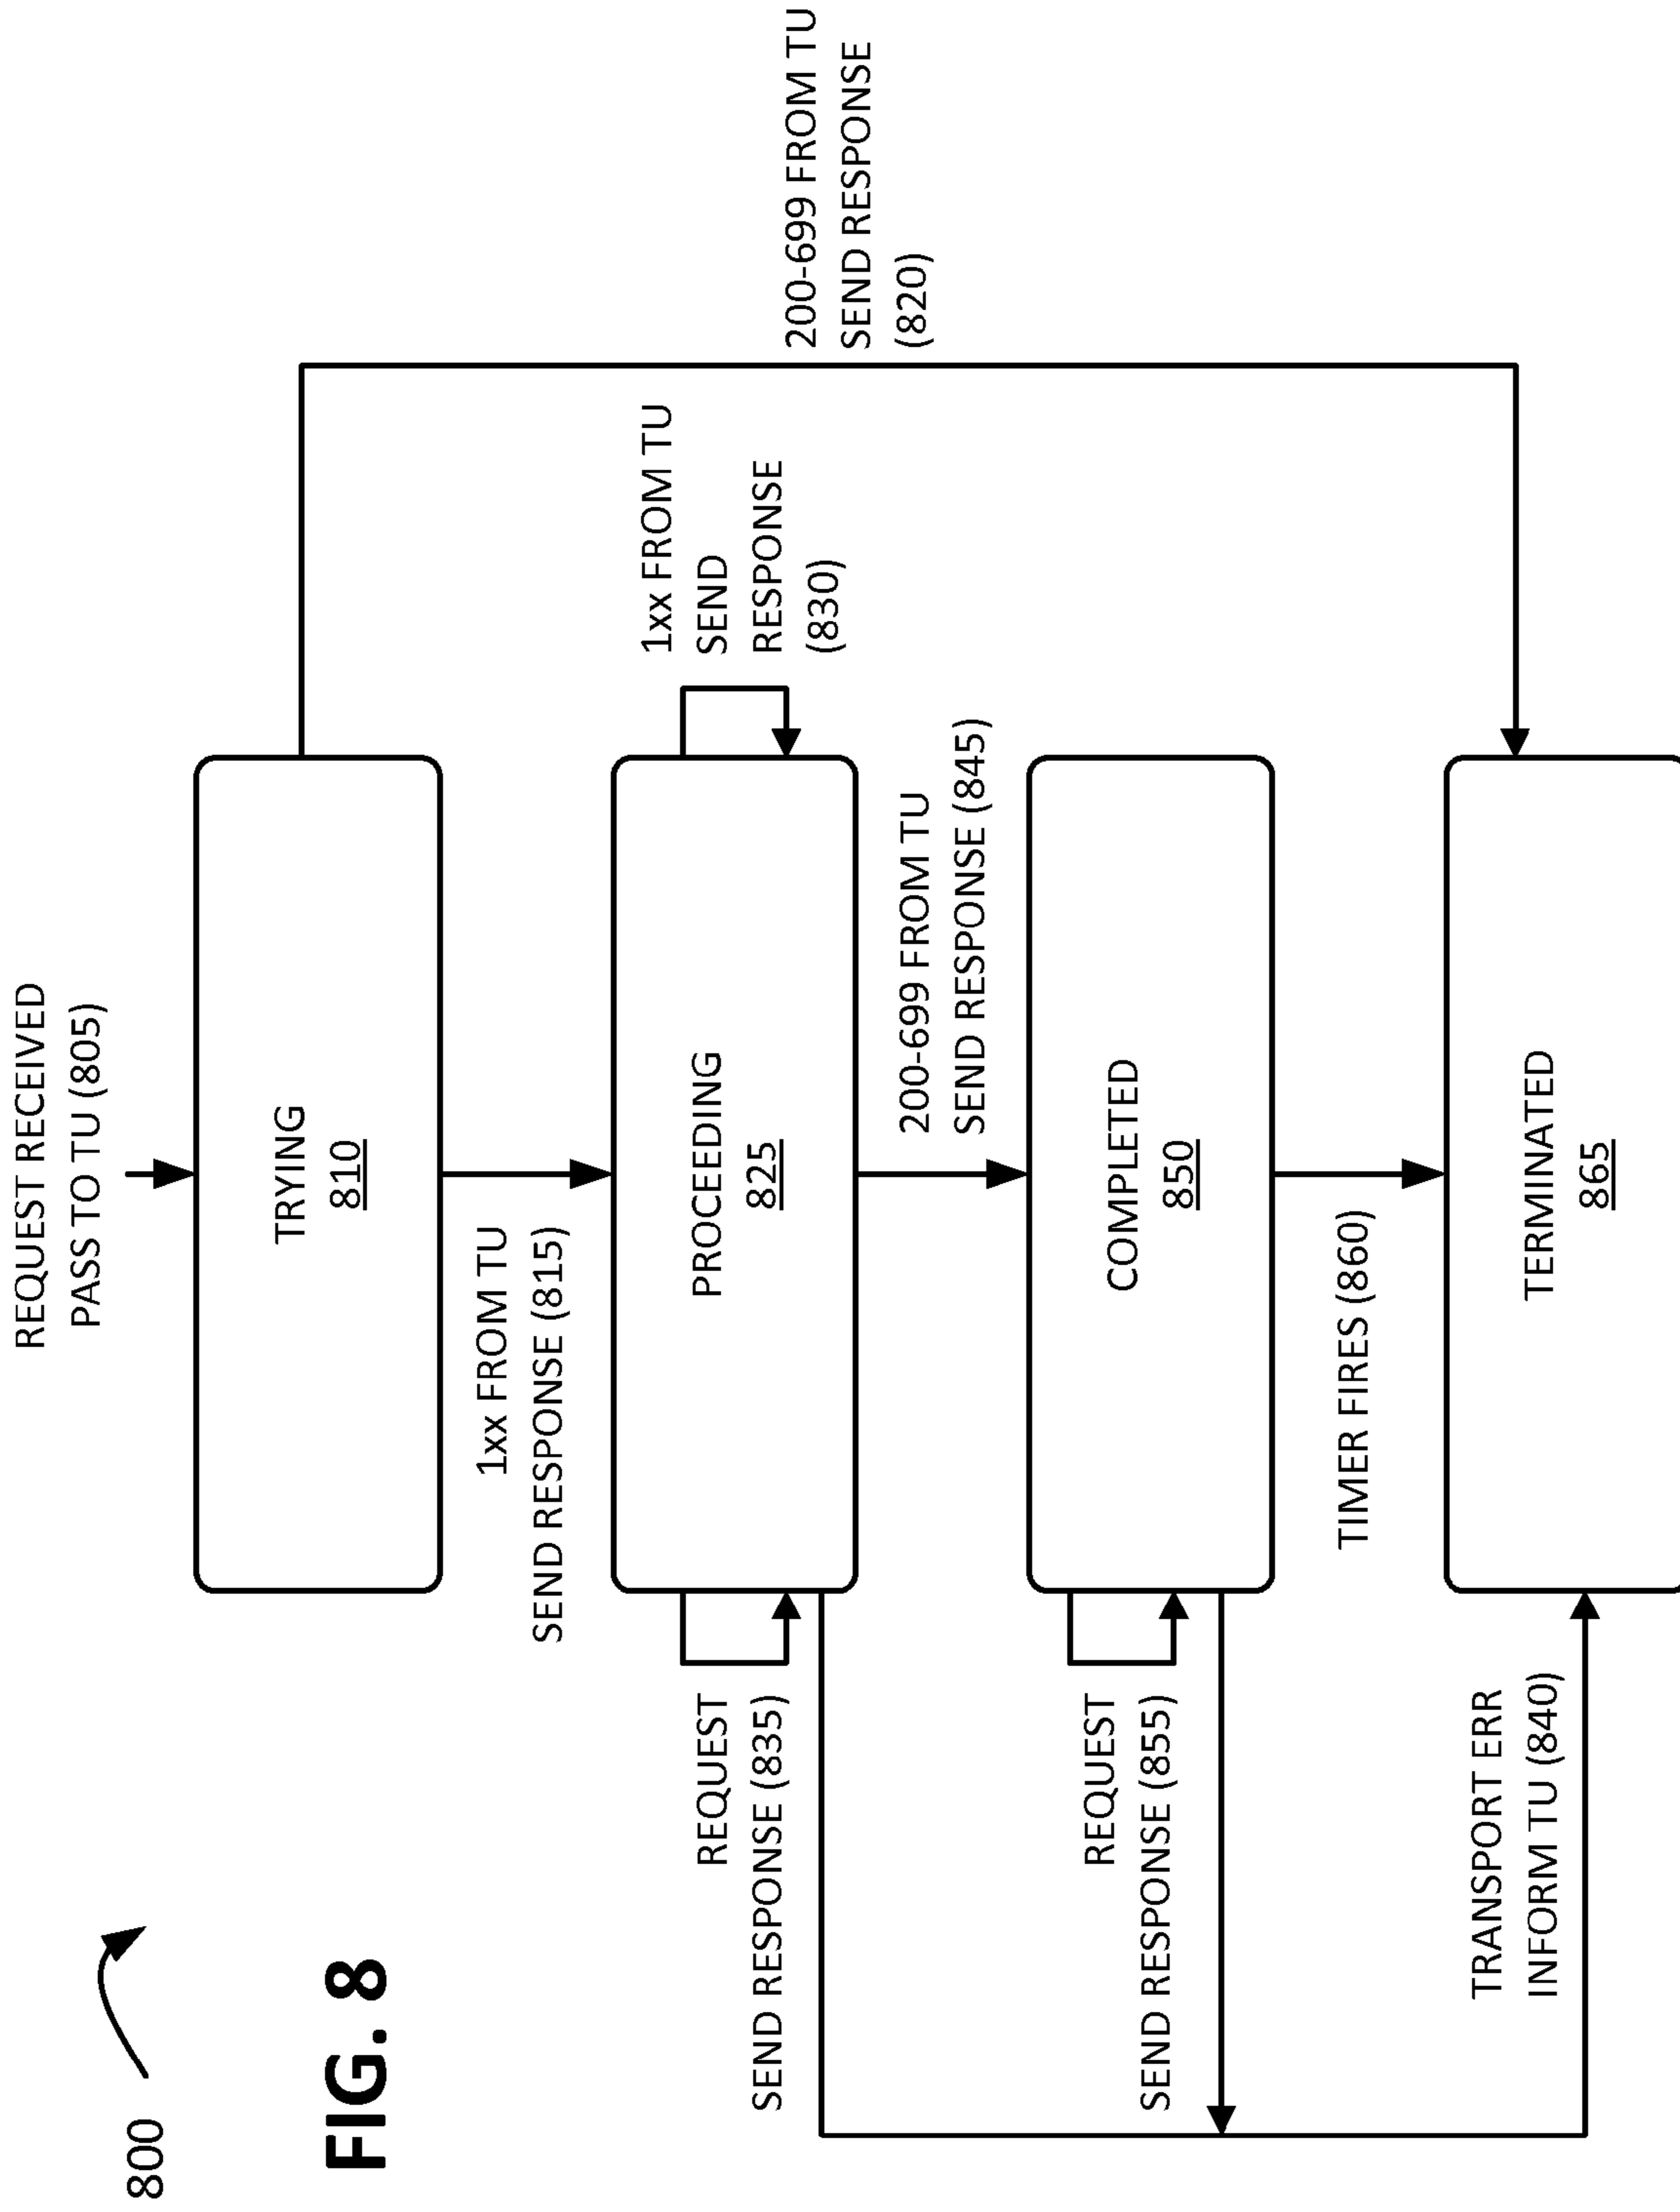 800
FIG. 8
REQUEST RECEIVED
PASS TO TU (805)
TRYING
810
1xx FROM TU
SEND RESPONSE (815)
200-699 FROM TU
SEND RESPONSE
(820)
PROCEEDING
825
1xx FROM TU
SEND
RESPONSE
(830)
REQUEST
SEND RESPONSE (835)
200-699 FROM TU
SEND RESPONSE (845)
COMPLETED
850
REQUEST
SEND RESPONSE (855)
TIMER FIRES (860)
TRANSPORT ERR
INFORM TU (840)
TERMINATED
865